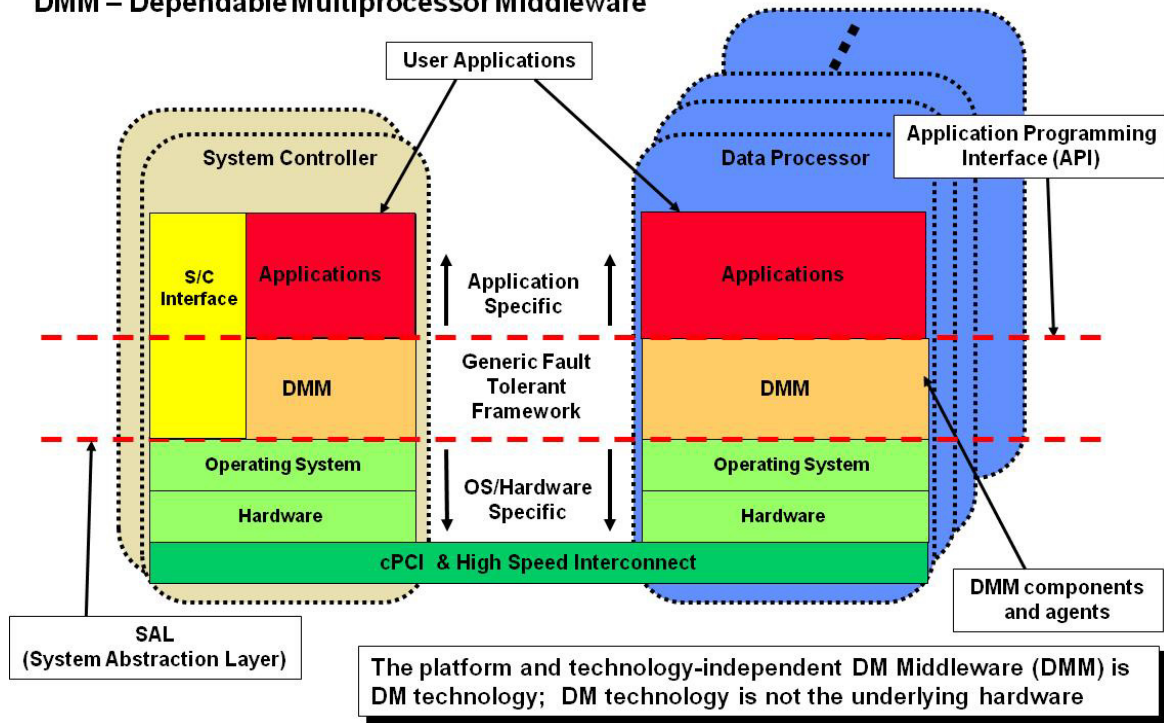 DMM – Dependable Multiprocessor Middleware
User Applications
System Controller
Data Processor
Application Programming
Interface (API)
S/C
Interface
Applications
Application
Specific
Applications
DMM
Generic Fault
Tolerant
Framework
DMM
Operating System
OS/Hardware
Specific
Operating System
Hardware
Hardware
cPCI & High Speed Interconnect
SAL
(System Abstraction Layer)
DMM components
and agents
The platform and technology-independent DM Middleware (DMM) is
DM technology; DM technology is not the underlying hardware